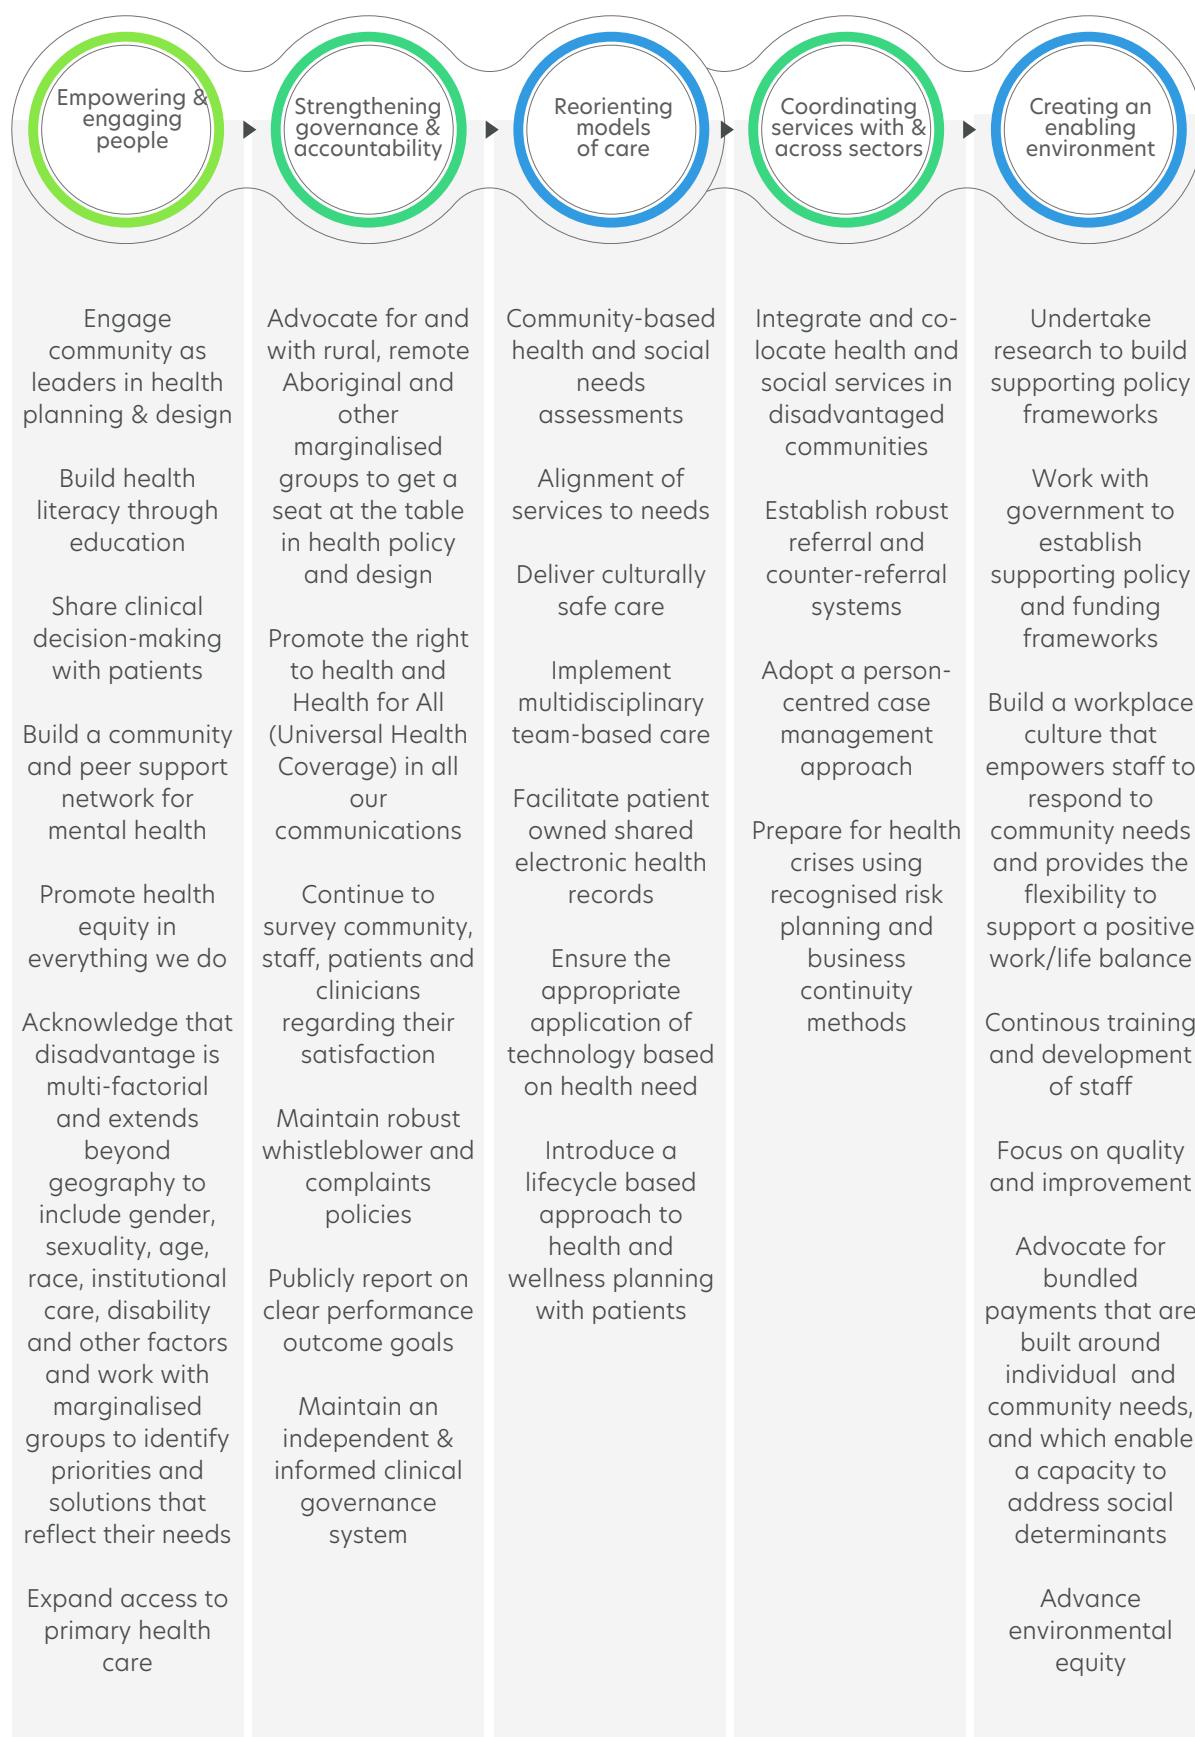 Empowering &
engaging
people
Strengthening
governance &
accountability
Reorienting
models
of care
Coordinating
services with &
across sectors
Creating an
enabling
environment
Engage
community as
leaders in health
planning & design
Build health
literacy through
education
Share clinical
decision-making
with patients
Build a community
and peer support
network for
mental health
Promote health
equity in
everything we do
Acknowledge that
disadvantage is
multi-factorial
and extends
beyond
geography to
include gender,
sexuality, age,
race, institutional
care, disability
and other factors
and work with
marginalised
groups to identify
priorities and
solutions that
reflect their needs
Expand access to
primary health
care
Advocate for and
with rural, remote
Aboriginal and
other
marginalised
groups to get a
seat at the table
in health policy
and design
Promote the right
to health and
Health for All
(Universal Health
Coverage) in all
our
communications
Continue to
survey community,
staff, patients and
clinicians
regarding their
satisfaction
Maintain robust
whistleblower and
complaints
policies
Publicly report on
clear performance
outcome goals
Maintain an
independent &
informed clinical
governance
system
Community-based
health and social
needs
assessments
Alignment of
services to needs
Deliver culturally
safe care
Implement
multidisciplinary
team-based care
Facilitate patient
owned shared
electronic health
records
Ensure the
appropriate
application of
technology based
on health need
Introduce a
lifecycle based
approach to
health and
wellness planning
with patients
Integrate and co-
locate health and
social services in
disadvantaged
communities
Establish robust
referral and
counter-referral
systems
Adopt a person-
centred case
management
approach
Prepare for health
crises using
recognised risk
planning and
business
continuity
methods
Undertake
research to build
supporting policy
frameworks
Work with
government to
establish
supporting policy
and funding
frameworks
Build a workplace
culture that
empowers staff to
respond to
community needs
and provides the
flexibility to
support a positive
work/life balance
Continous training
and development
of staff
Focus on quality
and improvement
Advocate for
bundled
payments that are
built around
individual and
community needs,
and which enable
a capacity to
address social
determinants
Advance
environmental
equity